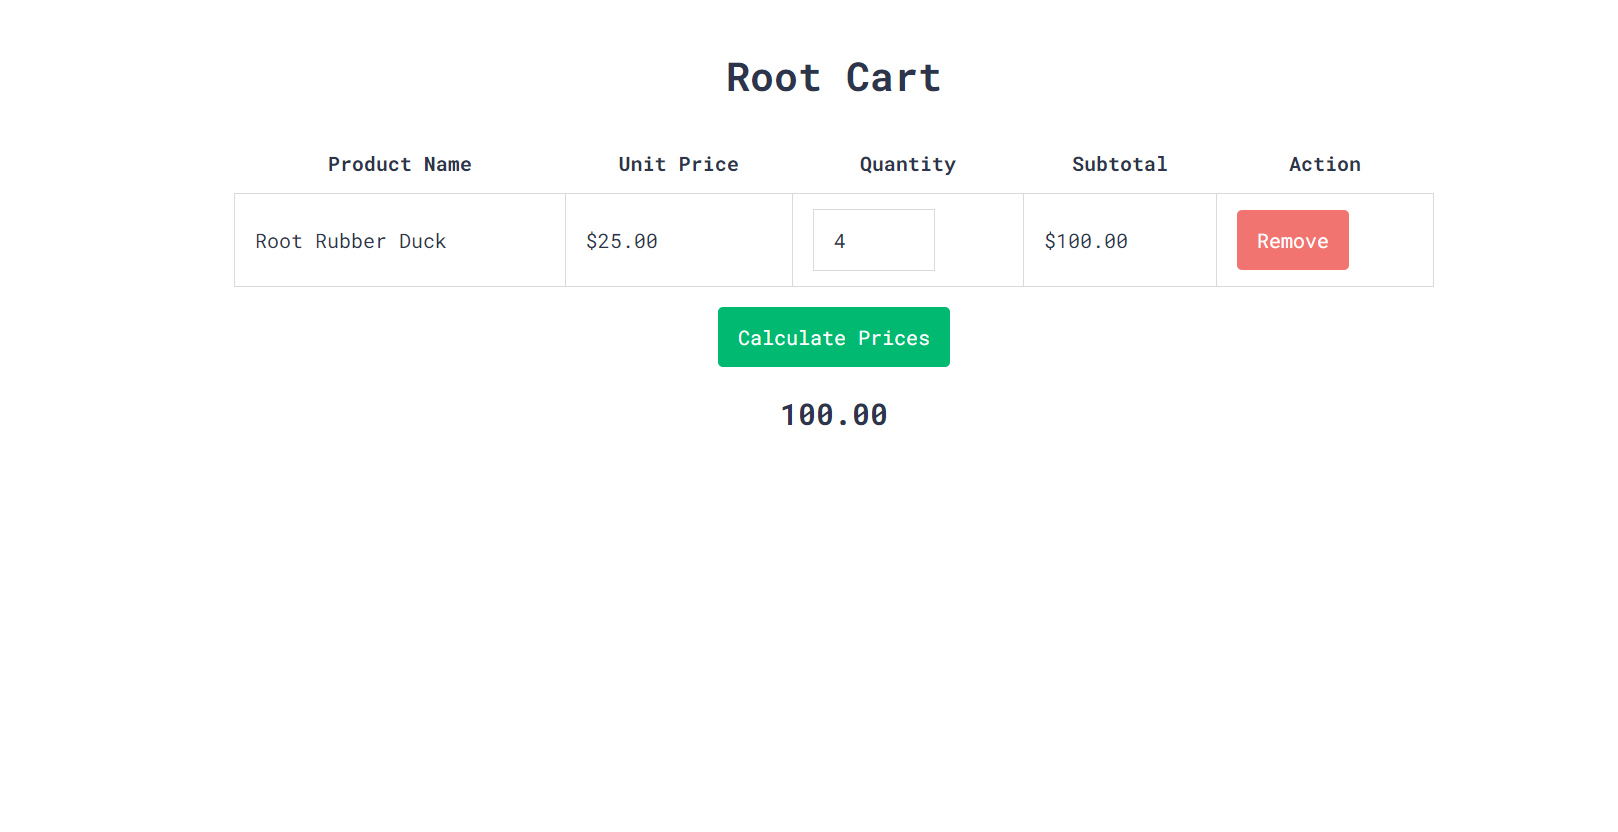 Root Cart
Product Name Unit Price Quantity Subtotal Action
Root Rubber Duck $25.00 4 $100.00 Remove
Calculate Prices
100.00